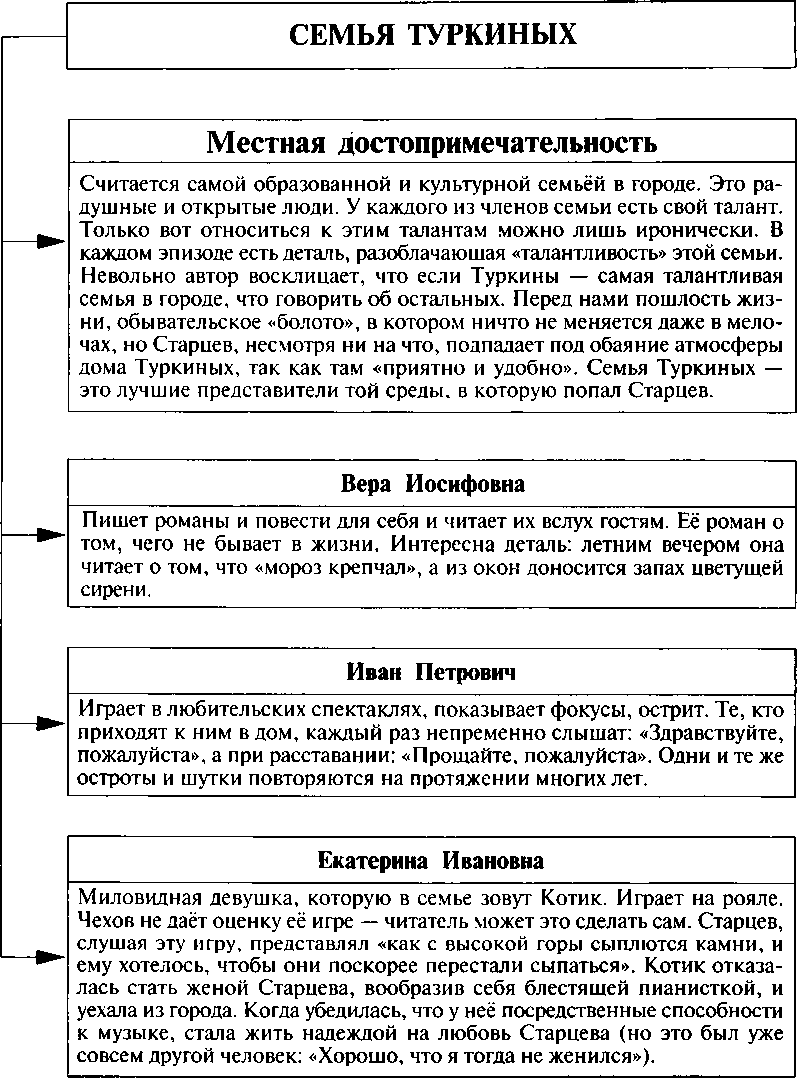 СЕМЬЯ ТУРКИНЫХ
Местная достопримечательность
Считается самой образованной и культурной семьёй в городе. Это ра-
душные и открытые люди. У каждого из членов семьи есть свой талант.
Только вот относиться к этим талантам можно лишь иронически. В
каждом эпизоде есть деталь, разоблачающая «талантливость» этой семьи.
Невольно автор восклицает, что если Туркины — самая талантливая
семья в городе, что говорить об остальных. Перед нами пошлость жиз-
ни, обывательское «болото», в котором ничто не меняется даже в мело-
чах, но Старцев, несмотря ни на что, подпадает под обаяние атмосферы
дома Туркиных, так как там «приятно и удобно». Семья Туркиных —
это лучшие представители той среды, в которую попал Старцев.
Вера Иосифовна
Пишет романы и повести для себя и читает их вслух гостям. Её роман о
том, чего не бывает в жизни. Интересна деталь: летним вечером она
читает о том, что «мороз крепчал», а из окон доносится запах цветущей
сирени.
Иван Петрович
Играет в любительских спектаклях, показывает фокусы, острит. Те, кто
приходят к ним в дом, каждый раз непременно слышат: «Здравствуйте,
пожалуйста», а при расставании: «Прощайте, пожалуйста». Одни и те же
остроты и шутки повторяются на протяжении многих лет.
Екатерина Ивановна
Миловидная девушка, которую в семье зовут Котик. Играет на рояле.
Чехов не даёт оценку её игре — читатель может это сделать сам. Старцев,
слушая эту игру, представлял «как с высокой горы сыплются камни, и
ему хотелось, чтобы они поскорее перестали сыпаться». Котик отказа-
лась стать женой Старцева, вообразив себя блестящей пианисткой, и
уехала из города. Когда убедилась, что у неё посредственные способности
к музыке, стала жить надеждой на любовь Старцева (но это был уже
совсем другой человек: «Хорошо, что я тогда не женился»).